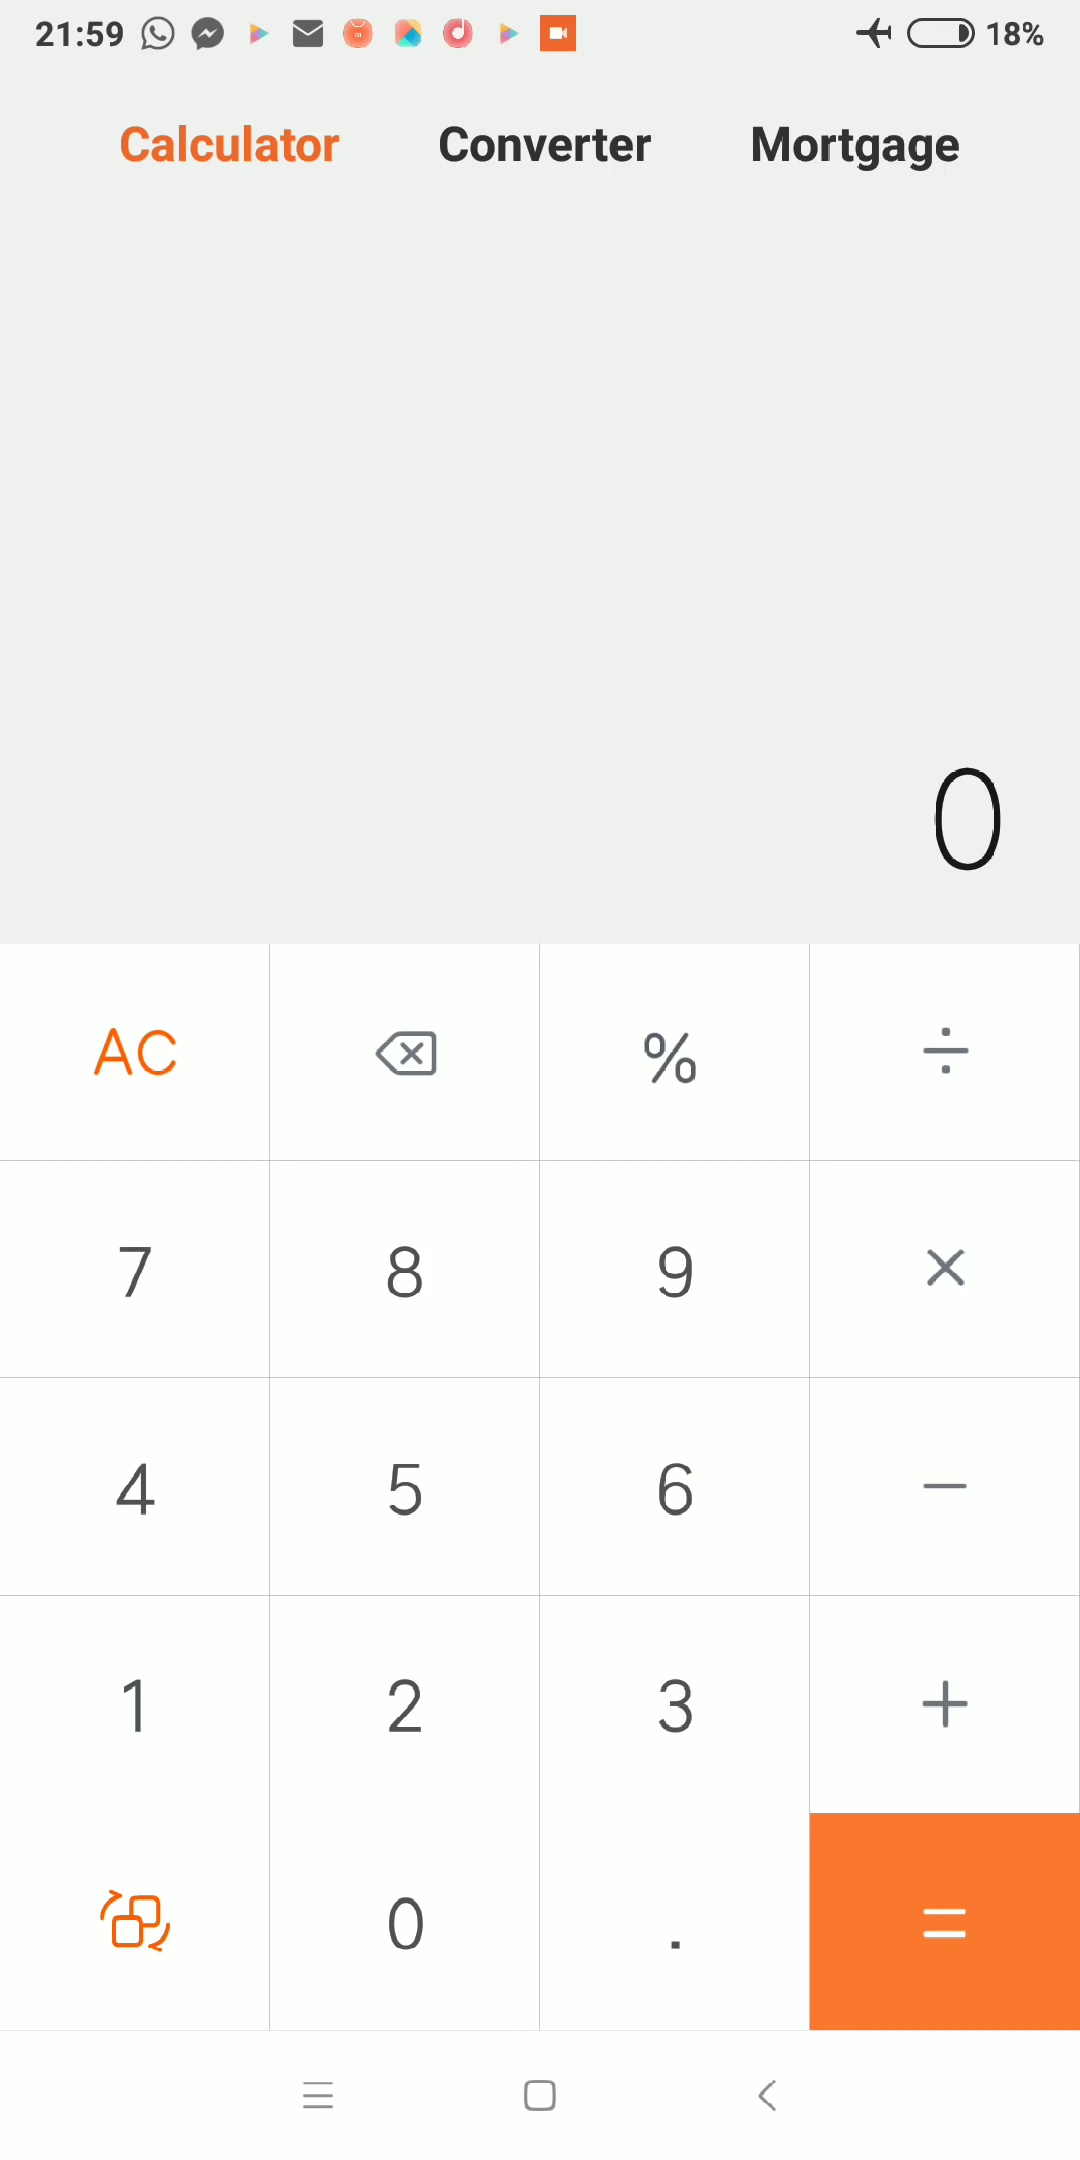 21:59 18%
Calculator Converter Mortgage
0
AC % ÷
7 8 9 ×
4 5 6 −
1 2 3 +
0 . =